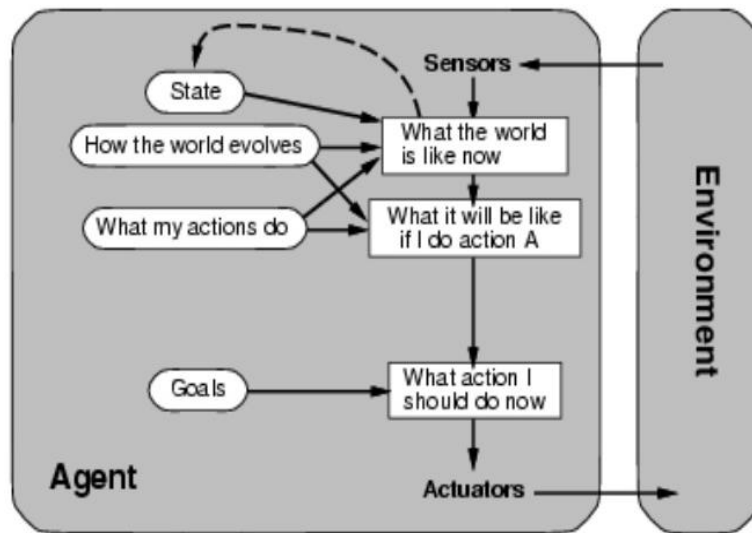 Sensors
State
What the world
is like now
How the world evolves
What my actions do
What it will be like
if I do action A
Goals
What action I
should do now
Agent
Actuators
Environment